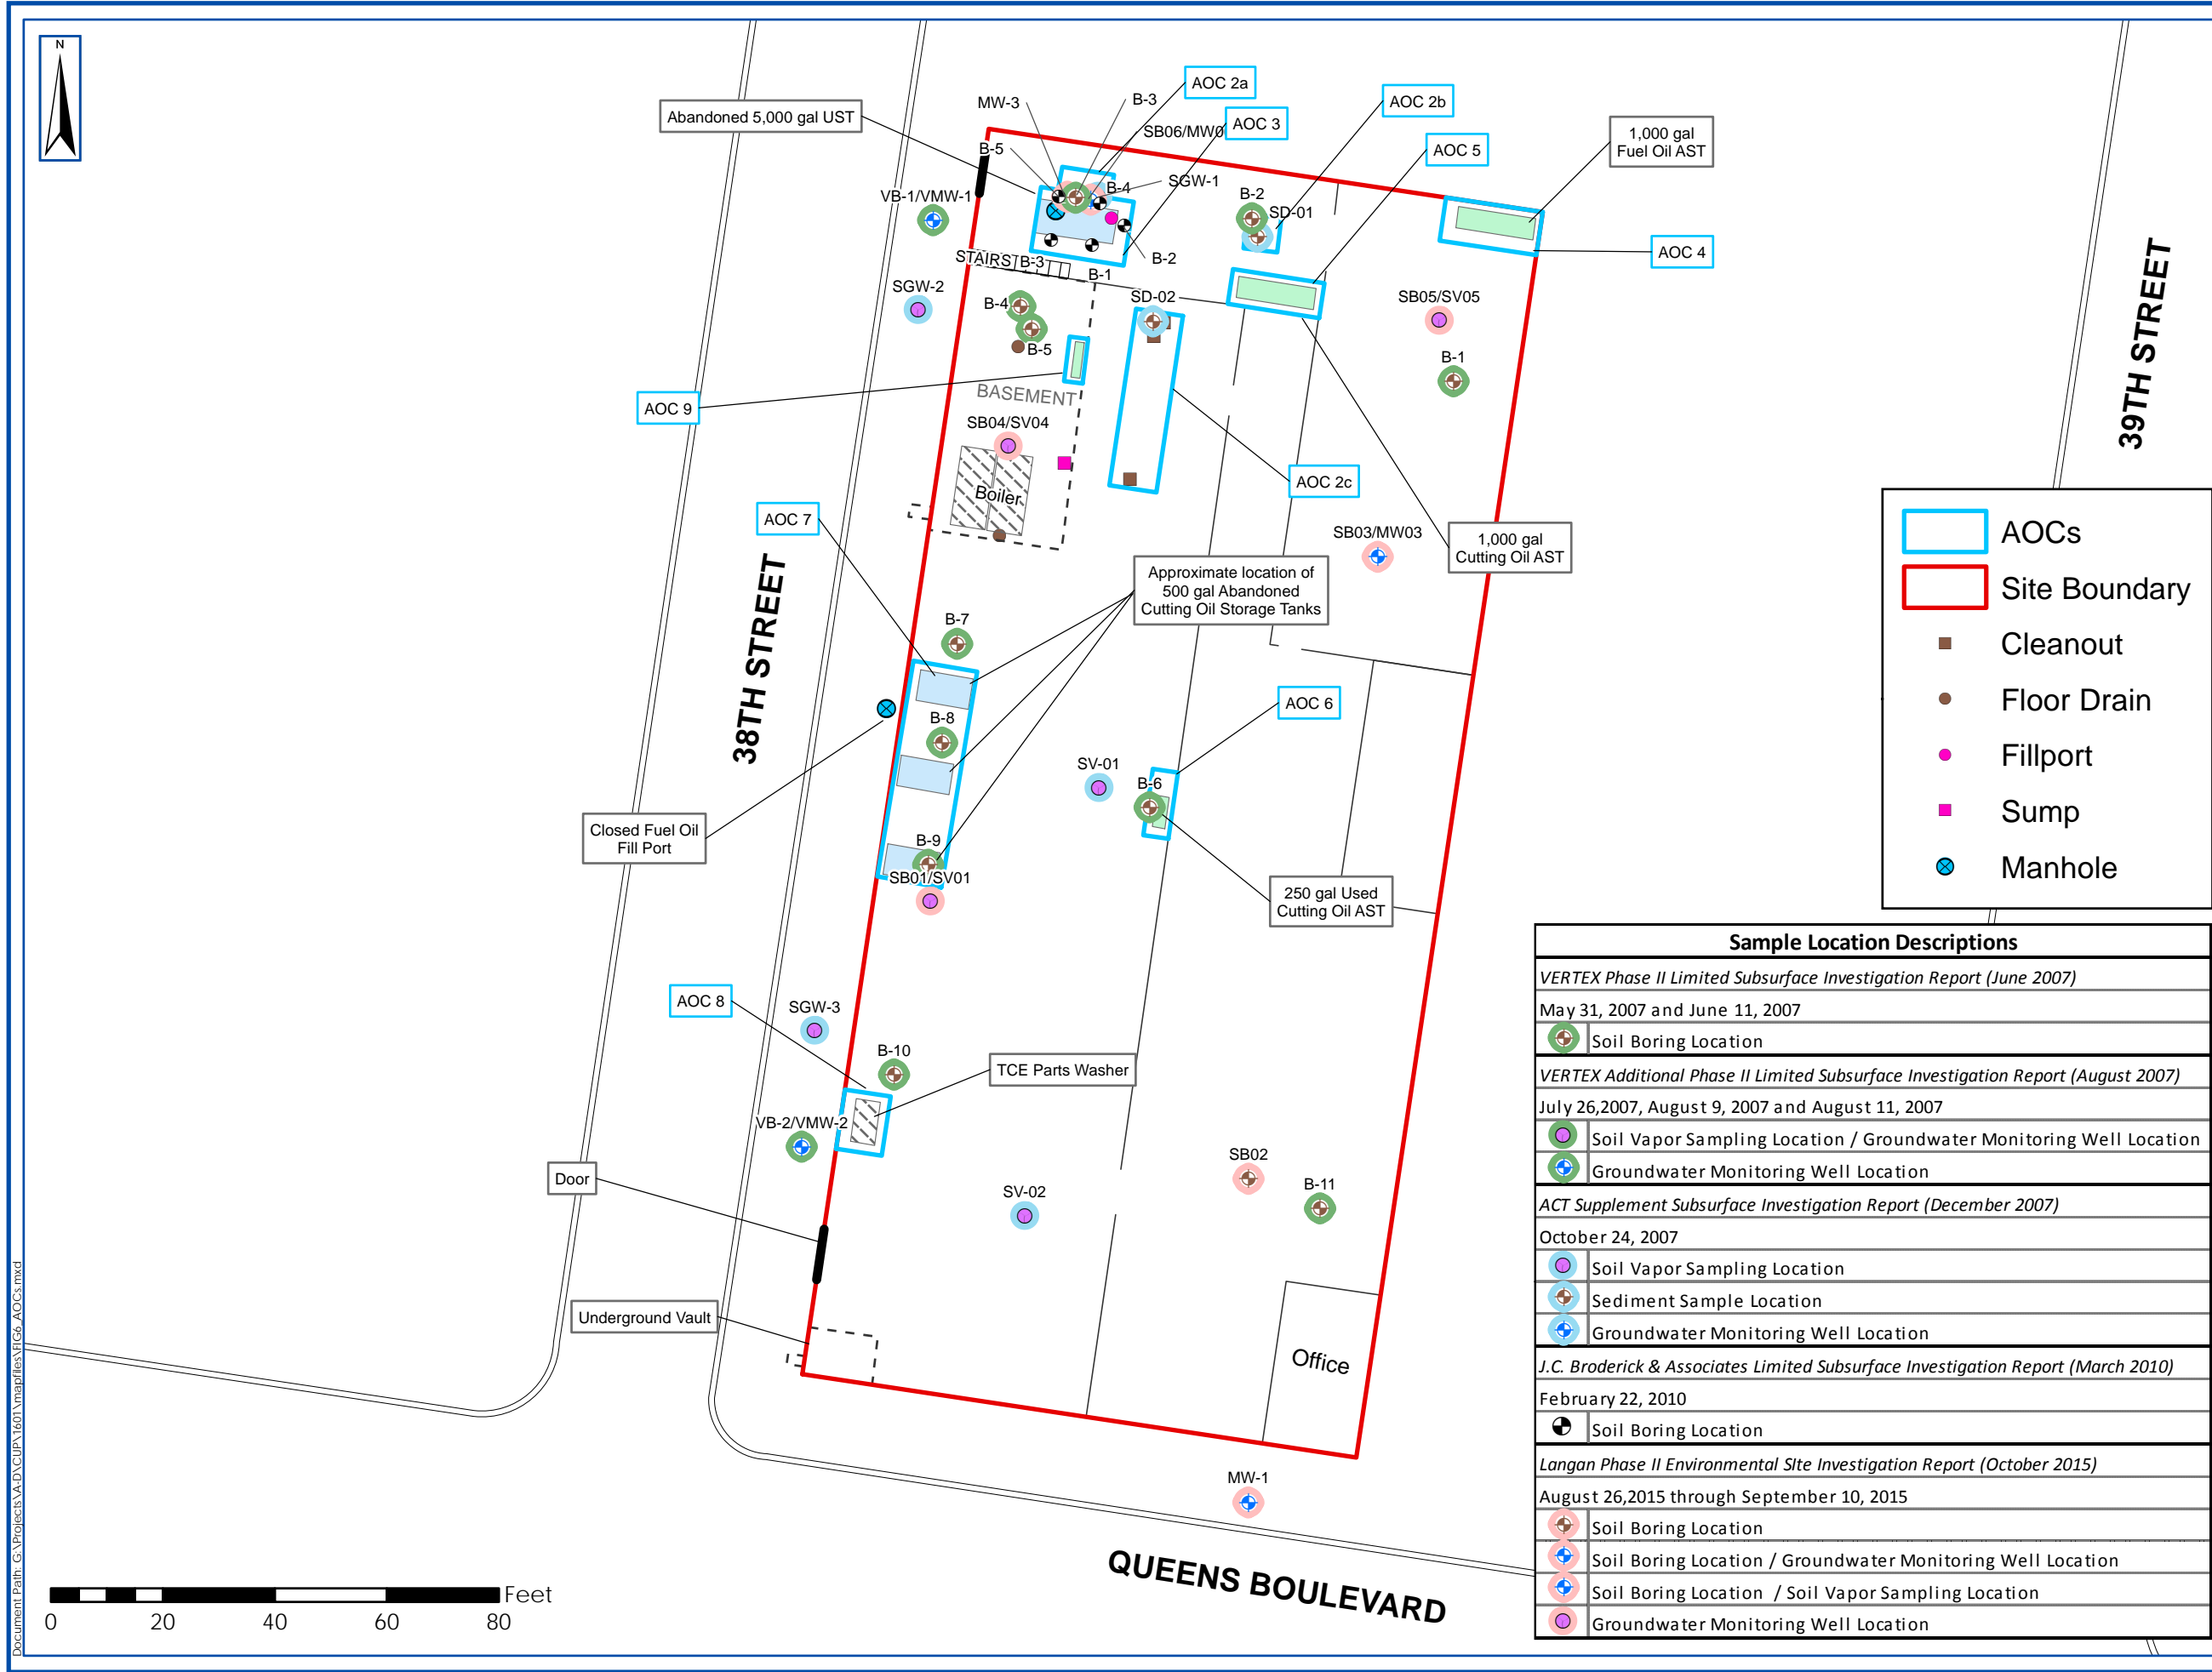 N
Abandoned 5,000 gal UST
MW-3
B-3
AOC 2a
AOC 3
AOC 2b
SB06/MW0
B-5
AOC 5
1,000 gal
Fuel Oil AST
B-4
SGW-1
VB-1/VMW-1
B-2
SD-01
AOC 4
STAIRS
B-3
B-2
B-1
SGW-2
B-4
SD-02
SB05/SV05
B-5
B-1
AOC 9
BASEMENT
SB04/SV04
AOC 2c
Boiler
AOC 7
SB03/MW03
1,000 gal
Cutting Oil AST
Approximate location of
500 gal Abandoned
Cutting Oil Storage Tanks
B-7
38TH STREET
39TH STREET
AOC 6
B-8
SV-01
B-6
Closed Fuel Oil
Fill Port
B-9
SB01/SV01
250 gal Used
Cutting Oil AST
AOC 8
SGW-3
B-10
TCE Parts Washer
VB-2/VMW-2
Door
SV-02
SB02
B-11
Underground Vault
Office
MW-1
QUEENS BOULEVARD
Feet
0 20 40 60 80
Document Path: G:\Projects\A-D\CUP\1601\mapfiles\FIG6_AOCs.mxd
AOCs
Site Boundary
Cleanout
Floor Drain
Fillport
Sump
Manhole
Sample Location Descriptions
VERTEX Phase II Limited Subsurface Investigation Report (June 2007)
May 31, 2007 and June 11, 2007
Soil Boring Location
VERTEX Additional Phase II Limited Subsurface Investigation Report (August 2007)
July 26,2007, August 9, 2007 and August 11, 2007
Soil Vapor Sampling Location / Groundwater Monitoring Well Location
Groundwater Monitoring Well Location
ACT Supplement Subsurface Investigation Report (December 2007)
October 24, 2007
Soil Vapor Sampling Location
Sediment Sample Location
Groundwater Monitoring Well Location
J.C. Broderick & Associates Limited Subsurface Investigation Report (March 2010)
February 22, 2010
Soil Boring Location
Langan Phase II Environmental SIte Investigation Report (October 2015)
August 26,2015 through September 10, 2015
Soil Boring Location
Soil Boring Location / Groundwater Monitoring Well Location
Soil Boring Location / Soil Vapor Sampling Location
Groundwater Monitoring Well Location